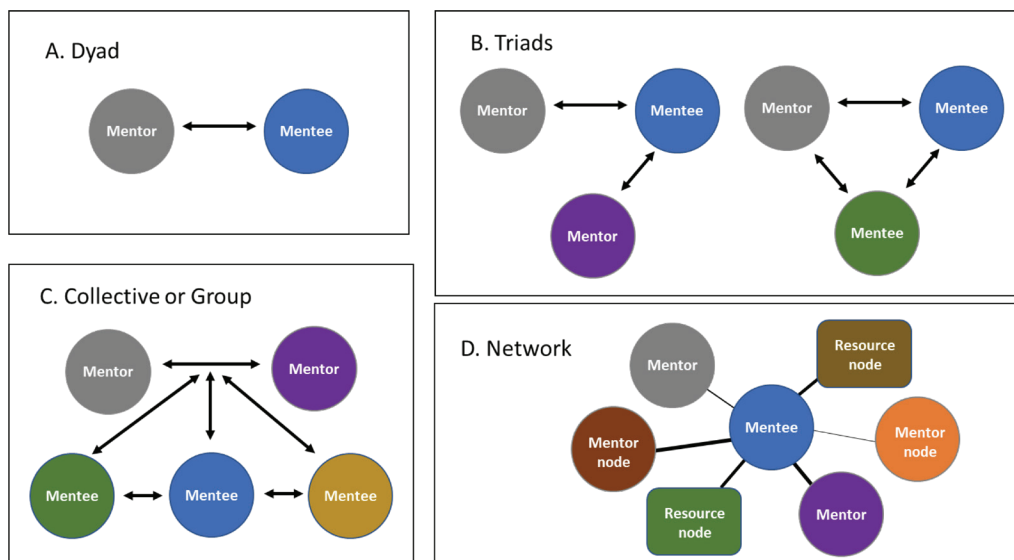 A. Dyad
Mentor
Mentee
B. Triads
Mentor
Mentee
Mentor
Mentor
Mentee
Mentee
C. Collective or Group
Mentor
Mentor
Mentee
Mentee
Mentee
D. Network
Mentor
Resource
node
Mentee
Mentor
node
Mentor
node
Resource
node
Mentor